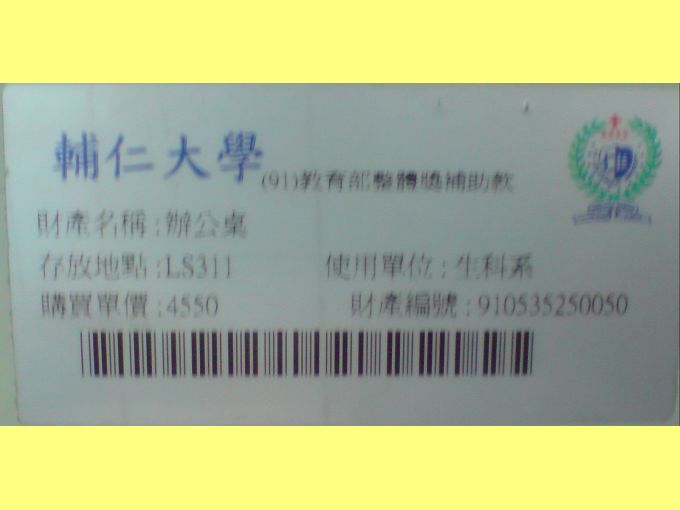 輔仁大學 (91)教育部整體獎補助款
財產名稱:辦公桌
存放地點:LS311 使用單位:生科系
購買單價:4550 財產編號:910535250050